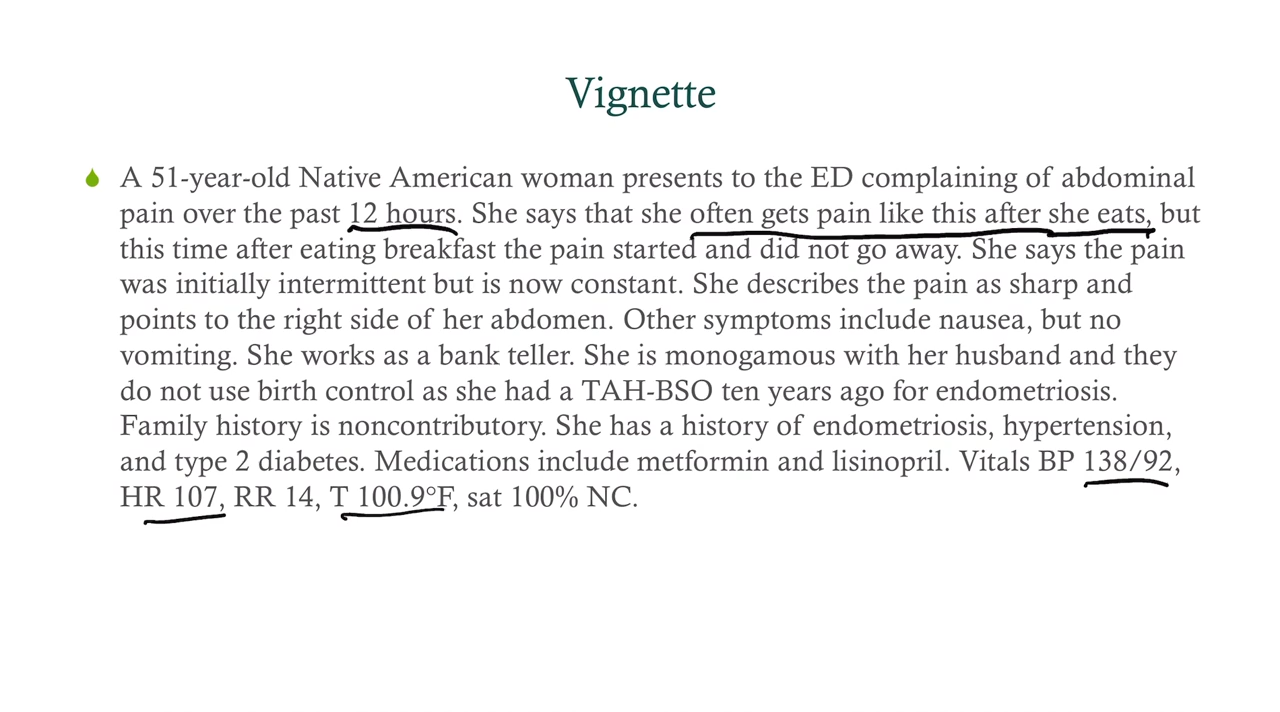 Vignette
A 51-year-old Native American woman presents to the ED complaining of abdominal
pain over the past 12 hours. She says that she often gets pain like this after she eats, but
this time after eating breakfast the pain started and did not go away. She says the pain
was initially intermittent but is now constant. She describes the pain as sharp and
points to the right side of her abdomen. Other symptoms include nausea, but no
vomiting. She works as a bank teller. She is monogamous with her husband and they
do not use birth control as she had a TAH-BSO ten years ago for endometriosis.
Family history is noncontributory. She has a history of endometriosis, hypertension,
and type 2 diabetes. Medications include metformin and lisinopril. Vitals BP 138/92,
HR 107, RR 14, T 100.9°F, sat 100% NC.